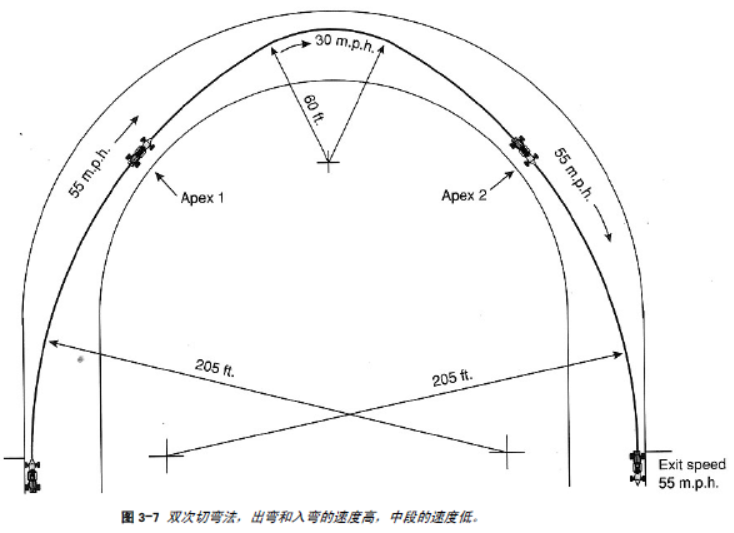 30 m.p.h.
60 ft.
55 m.p.h.
55 m.p.h.
Apex 1
Apex 2
205 ft.
205 ft.
Exit speed
55 m.p.h.
图 3-7 双次切弯法，出弯和入弯的速度高，中段的速度低。